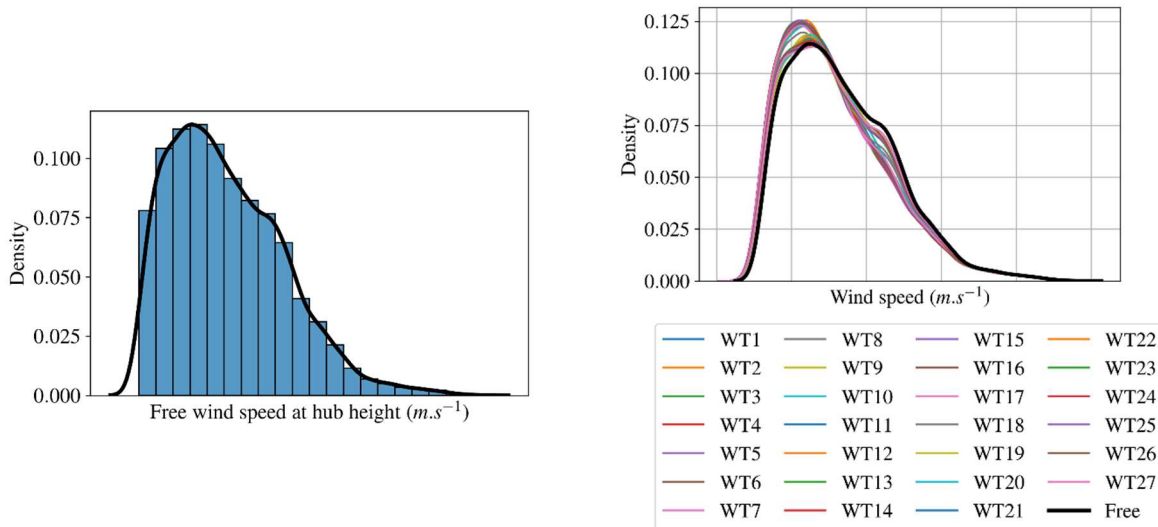 0.100
0.075
0.050
0.025
0.000
Density
Free wind speed at hub height (m.s⁻¹)
0.125
0.100
0.075
0.050
0.025
0.000
Density
Wind speed (m.s⁻¹)
WT1 WT8 WT15 WT22
WT2 WT9 WT16 WT23
WT3 WT10 WT17 WT24
WT4 WT11 WT18 WT25
WT5 WT12 WT19 WT26
WT6 WT13 WT20 WT27
WT7 WT14 WT21 Free